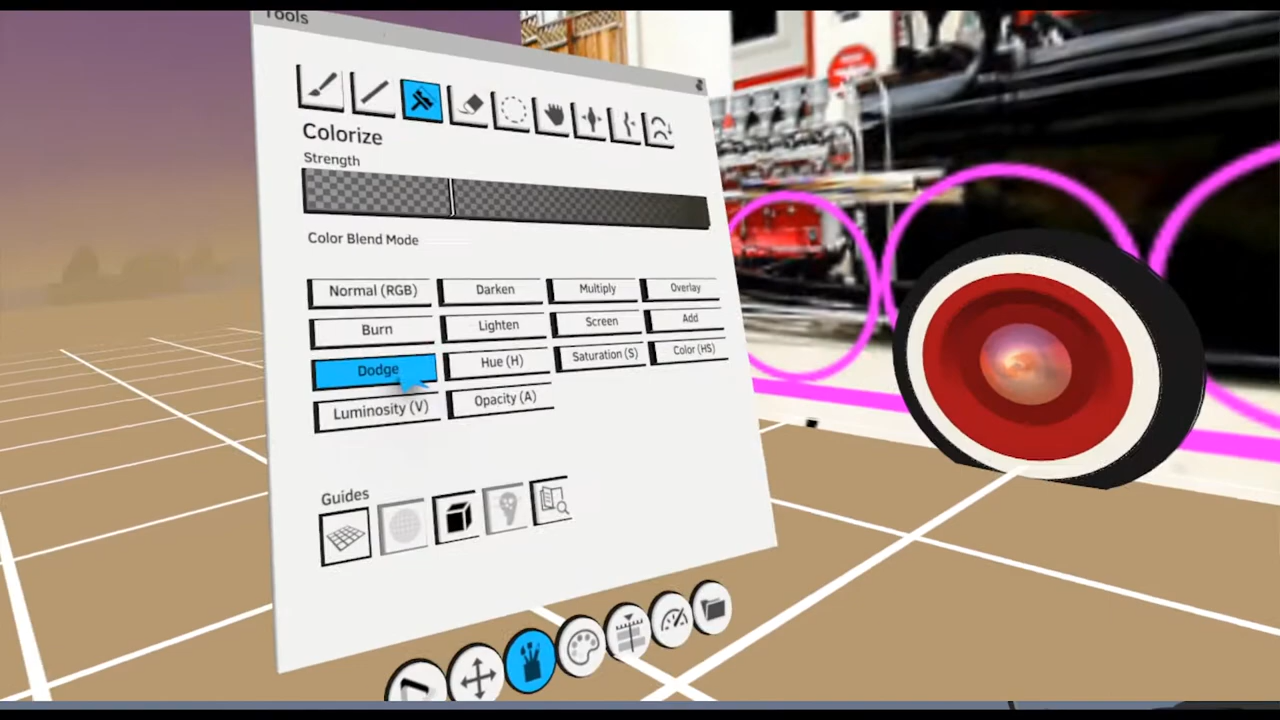 Tools
Colorize
Strength
Color Blend Mode
Normal (RGB) Darken Multiply Overlay
Burn Lighten Screen Add
Dodge Hue (H) Saturation (S) Color (HS)
Luminosity (V) Opacity (A)
Guides